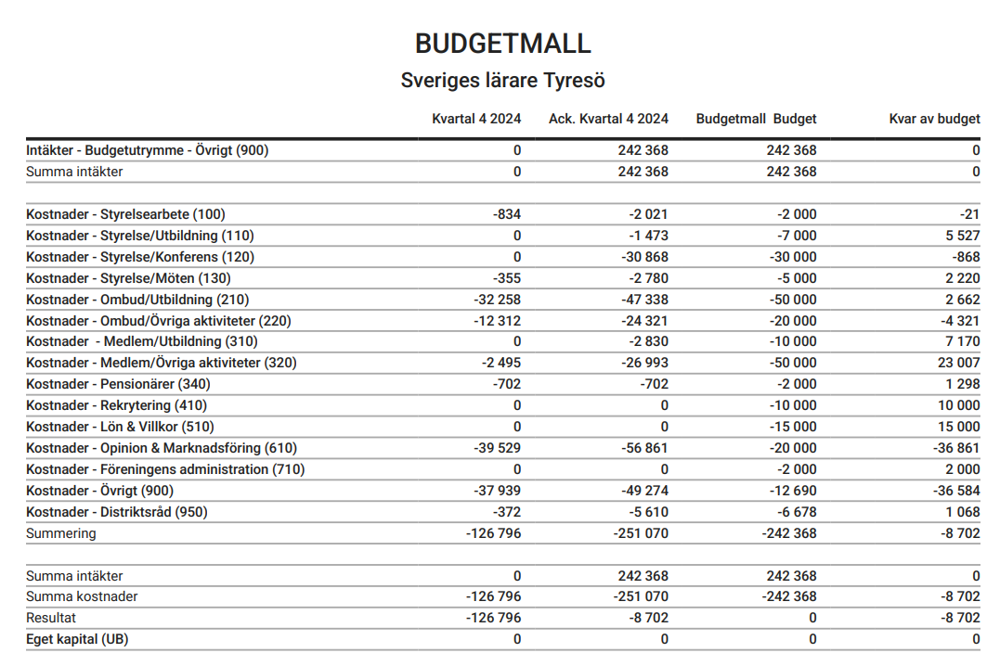 BUDGETMALL
Sveriges lärare Tyresö
Kvartal 4 2024 Ack. Kvartal 4 2024 Budgetmall Budget Kvar av budget
Intäkter - Budgetutrymme - Övrigt (900) 0 242 368 242 368 0
Summa intäkter 0 242 368 242 368 0
Kostnader - Styrelsearbete (100) -834 -2 021 -2 000 -21
Kostnader - Styrelse/Utbildning (110) 0 -1 473 -7 000 5 527
Kostnader - Styrelse/Konferens (120) 0 -30 868 -30 000 -868
Kostnader - Styrelse/Möten (130) -355 -2 780 -5 000 2 220
Kostnader - Ombud/Utbildning (210) -32 258 -47 338 -50 000 2 662
Kostnader - Ombud/Övriga aktiviteter (220) -12 312 -24 321 -20 000 -4 321
Kostnader - Medlem/Utbildning (310) 0 -2 830 -10 000 7 170
Kostnader - Medlem/Övriga aktiviteter (320) -2 495 -26 993 -50 000 23 007
Kostnader - Pensionärer (340) -702 -702 -2 000 1 298
Kostnader - Rekrytering (410) 0 0 -10 000 10 000
Kostnader - Lön & Villkor (510) 0 0 -15 000 15 000
Kostnader - Opinion & Marknadsföring (610) -39 529 -56 861 -20 000 -36 861
Kostnader - Föreningens administration (710) 0 0 -2 000 2 000
Kostnader - Övrigt (900) -37 939 -49 274 -12 690 -36 584
Kostnader - Distriktsråd (950) -372 -5 610 -6 678 1 068
Summering -126 796 -251 070 -242 368 -8 702
Summa intäkter 0 242 368 242 368 0
Summa kostnader -126 796 -251 070 -242 368 -8 702
Resultat -126 796 -8 702 0 -8 702
Eget kapital (UB) 0 0 0 0